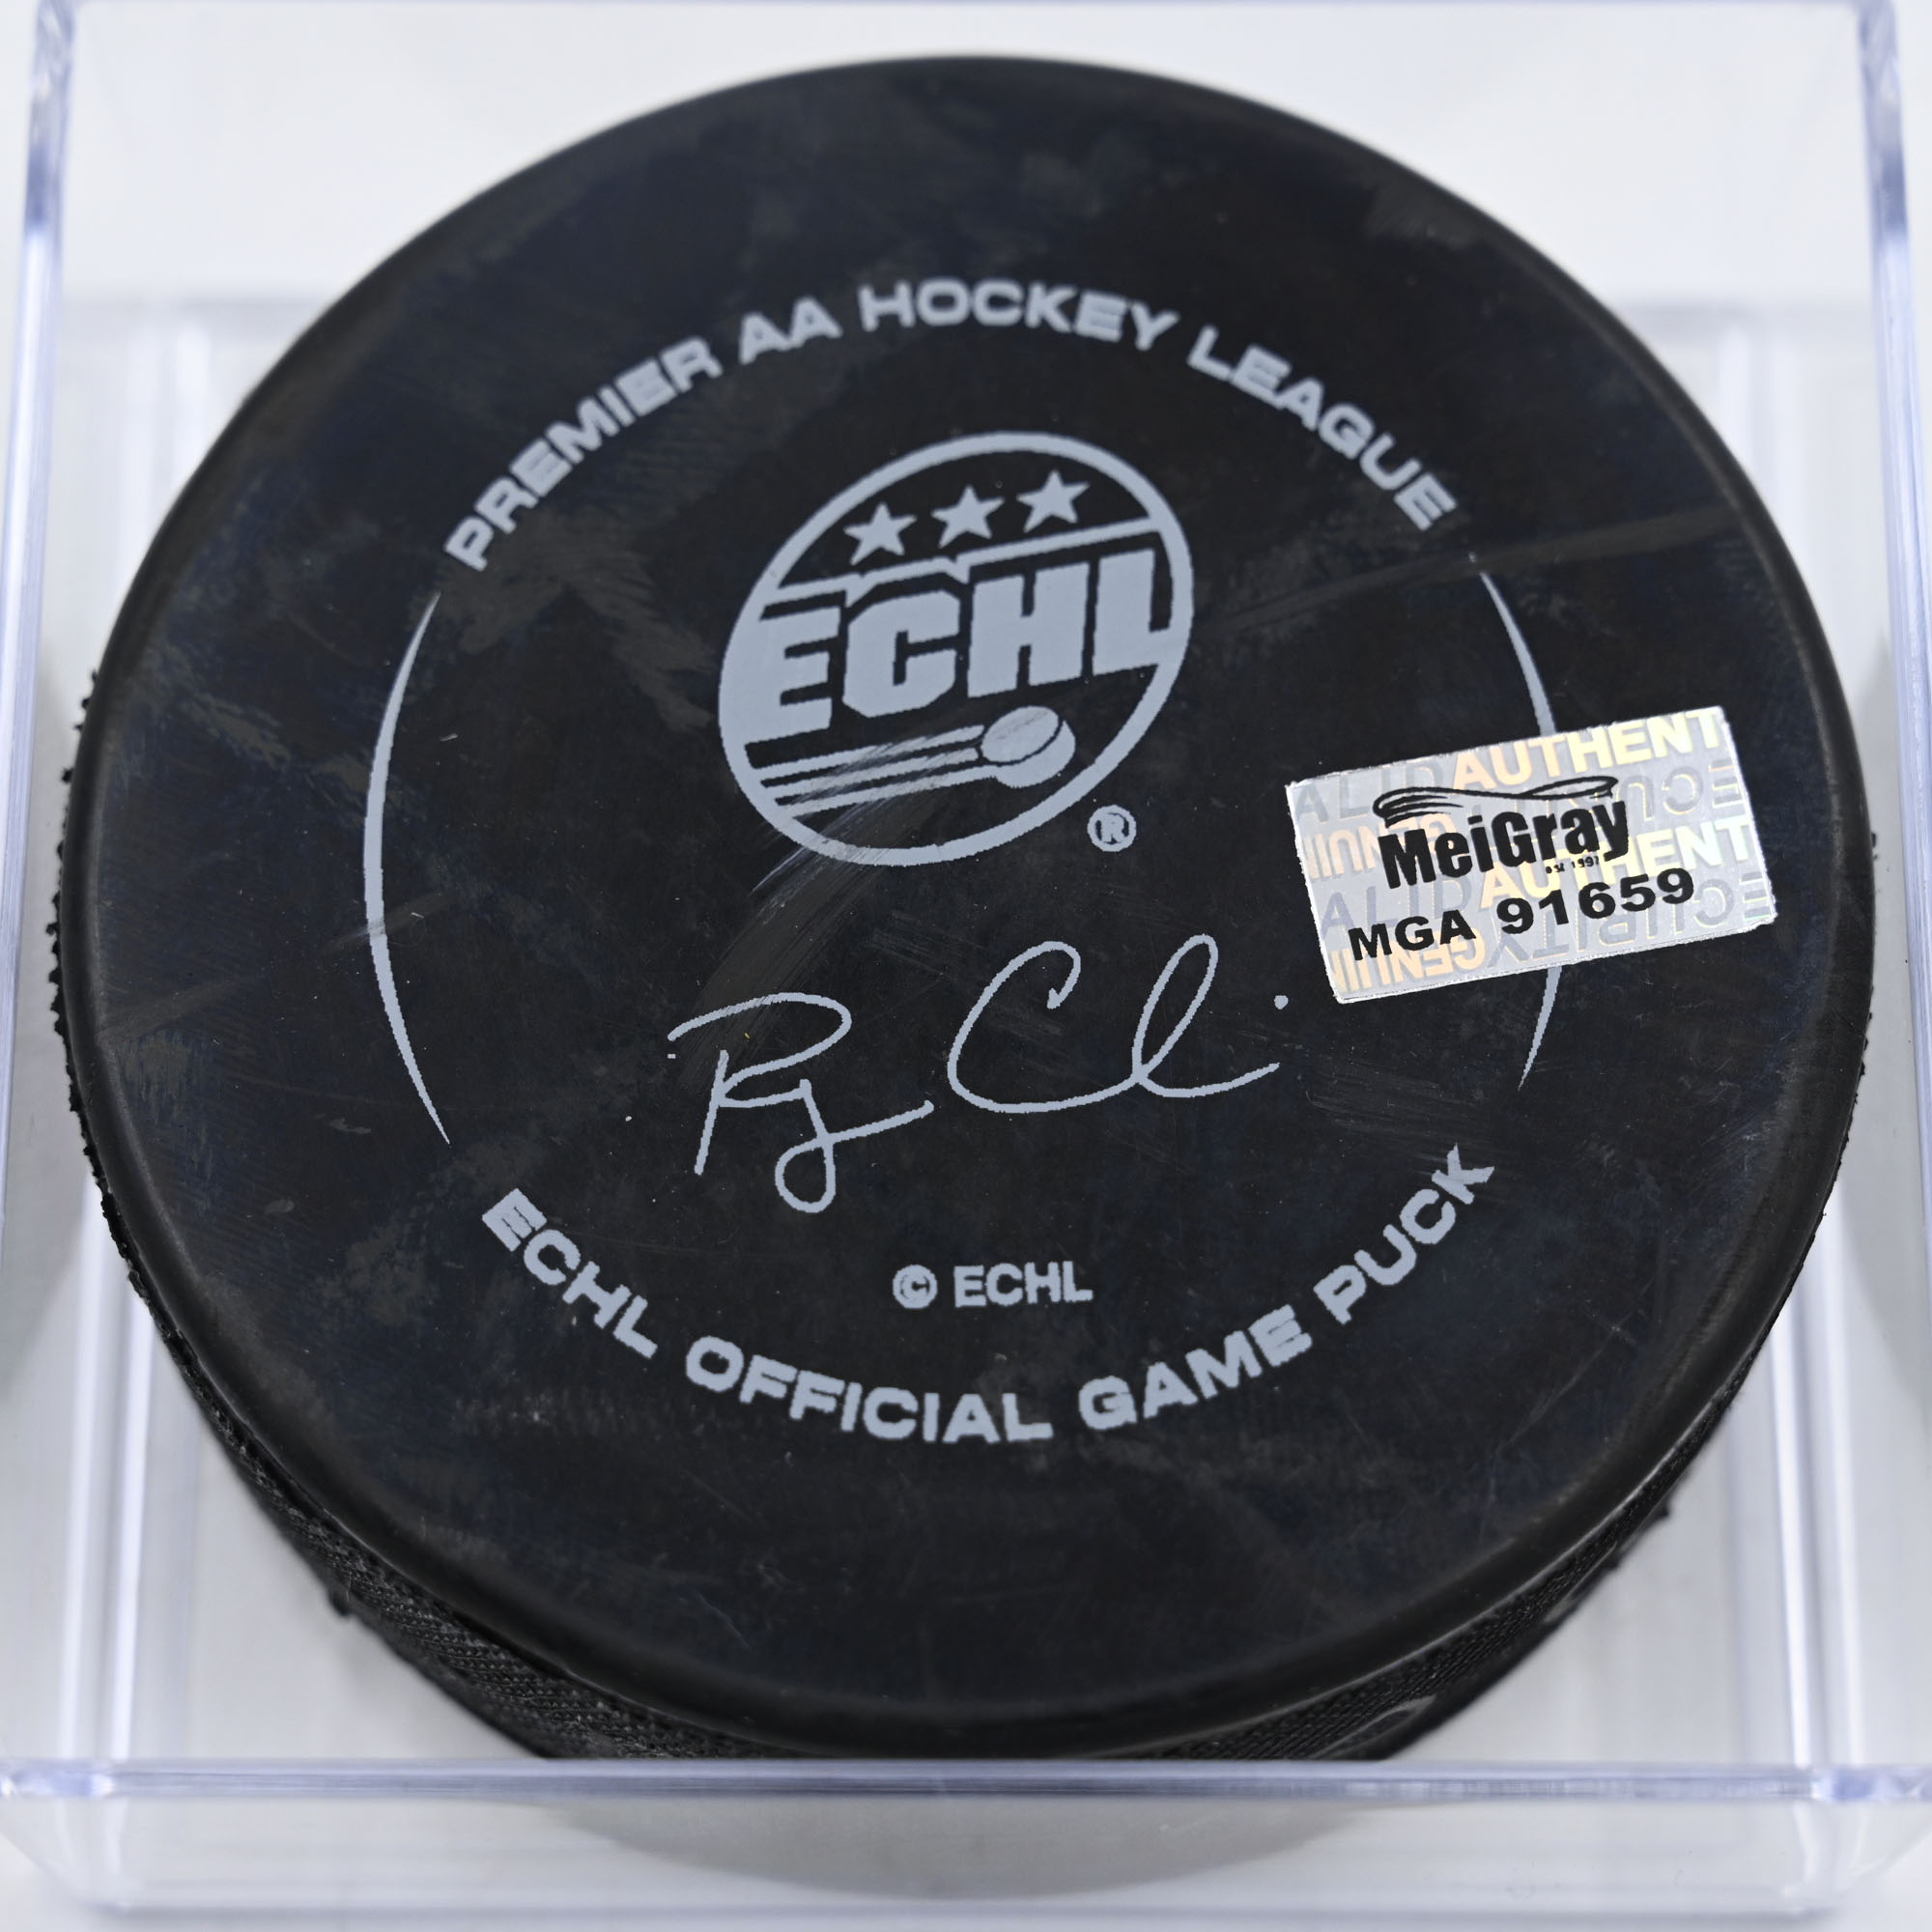 PREMIER AA HOCKEY LEAGUE
ECHL
®
AUTHENT
MeiGray
MGA 91659
© ECHL
ECHL OFFICIAL GAME PUCK